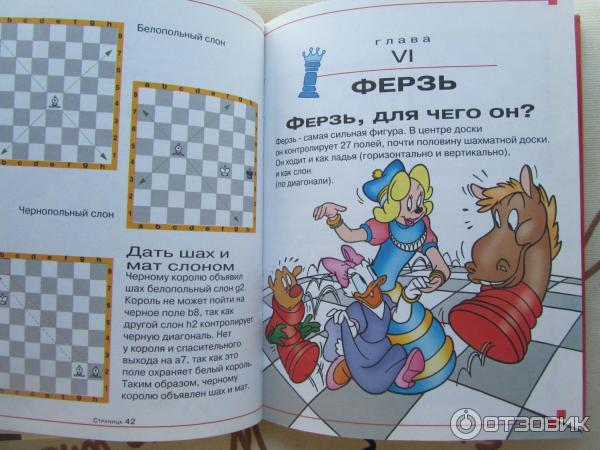 Белопольный слон
Чернопольный слон
Дать шах и
мат слоном
Черному королю объявил
шах белопольный слон g2.
Король не может пойти на
черное поле b8, так как
другой слон h2 контролирует
черную диагональ. Нет
у короля и спасительного
выхода на a7, так как это
поле охраняет белый король.
Таким образом, черному
королю объявлен шах и мат.
Страница 42
глава
VI
ФЕРЗЬ
Ферзь, для чего он?
Ферзь - самая сильная фигура. В центре доски
он контролирует 27 полей, почти половину шахматной доски.
Он ходит и как ладья (горизонтально и вертикально),
и как слон
(по диагонали).
ОТЗОВИК